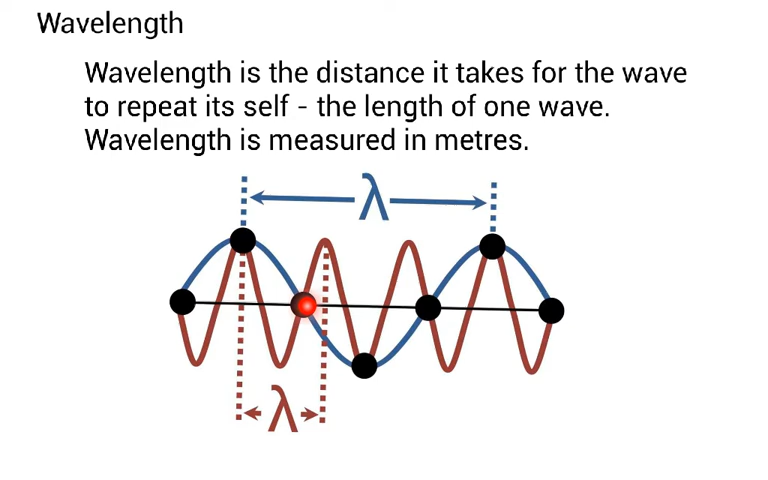 Wavelength
Wavelength is the distance it takes for the wave
to repeat its self - the length of one wave.
Wavelength is measured in metres.
λ
λ